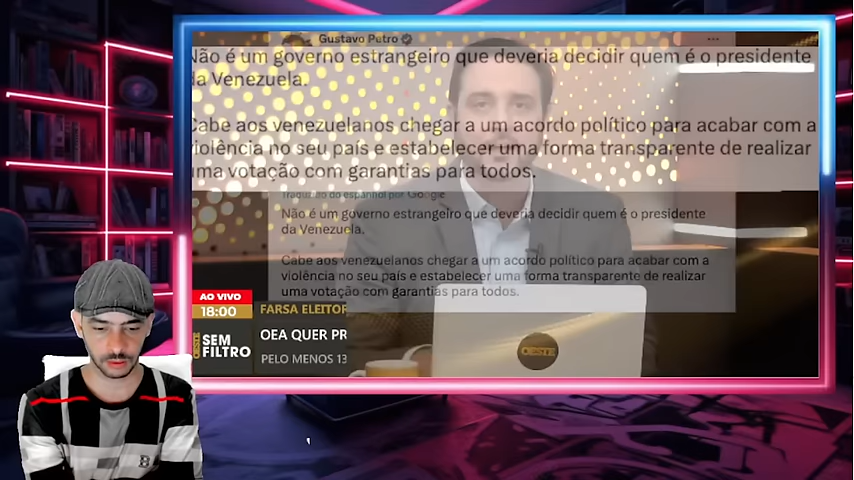 Gustavo Petro
Não é um governo estrangeiro que deveria decidir quem é o presidente
da Venezuela.
Cabe aos venezuelanos chegar a um acordo político para acabar com a
violência no seu país e estabelecer uma forma transparente de realizar
uma votação com garantias para todos.
Tradução do espanhol por Google
Não é um governo estrangeiro que deveria decidir quem é o presidente
da Venezuela.
Cabe aos venezuelanos chegar a um acordo político para acabar com a
violência no seu país e estabelecer uma forma transparente de realizar
uma votação com garantias para todos.
AO VIVO
18:00
FARSA ELEITOR
OESTE
SEM
FILTRO
OEA QUER PR
PELO MENOS 13
OESTE
B